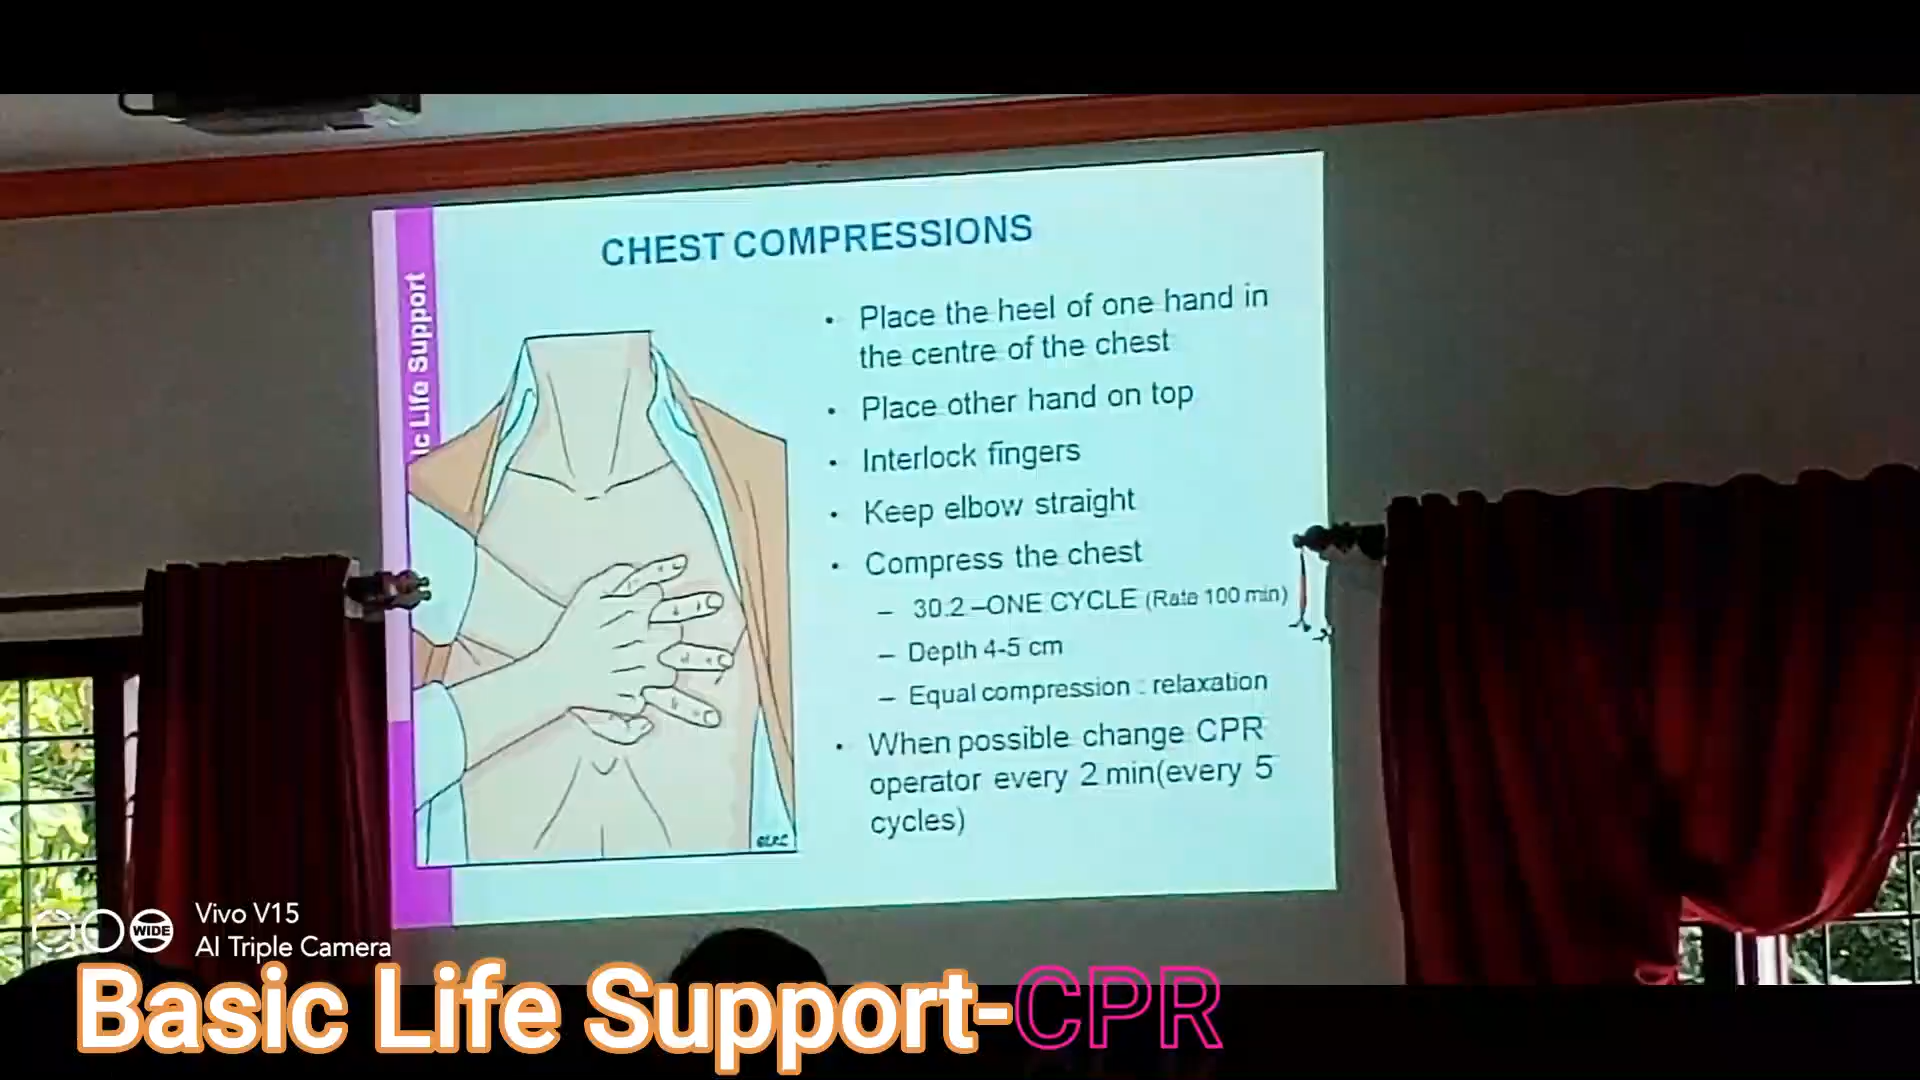 CHEST COMPRESSIONS
ic Life Support
• Place the heel of one hand in
the centre of the chest
• Place other hand on top
• Interlock fingers
• Keep elbow straight
• Compress the chest
– 30.2 –ONE CYCLE (Rate 100 min)
– Depth 4-5 cm
– Equal compression : relaxation
• When possible change CPR
operator every 2 min(every 5
cycles)
WIDE
Vivo V15
AI Triple Camera
Basic Life Support-CPR